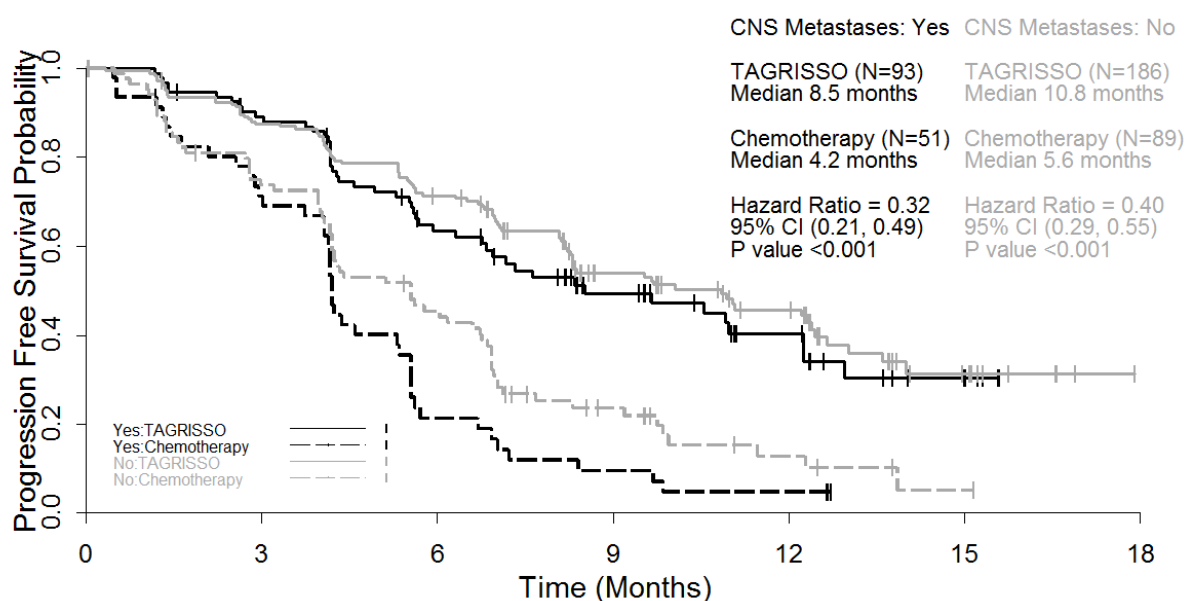 CNS Metastases: Yes CNS Metastases: No
TAGRISSO (N=93) TAGRISSO (N=186)
Median 8.5 months Median 10.8 months
Chemotherapy (N=51) Chemotherapy (N=89)
Median 4.2 months Median 5.6 months
Hazard Ratio = 0.32 Hazard Ratio = 0.40
95% CI (0.21, 0.49) 95% CI (0.29, 0.55)
P value <0.001 P value <0.001
Progression Free Survival Probability
1.0
0.8
0.6
0.4
0.2
0.0
Yes:TAGRISSO
Yes:Chemotherapy
No:TAGRISSO
No:Chemotherapy
0 3 6 9 12 15 18
Time (Months)